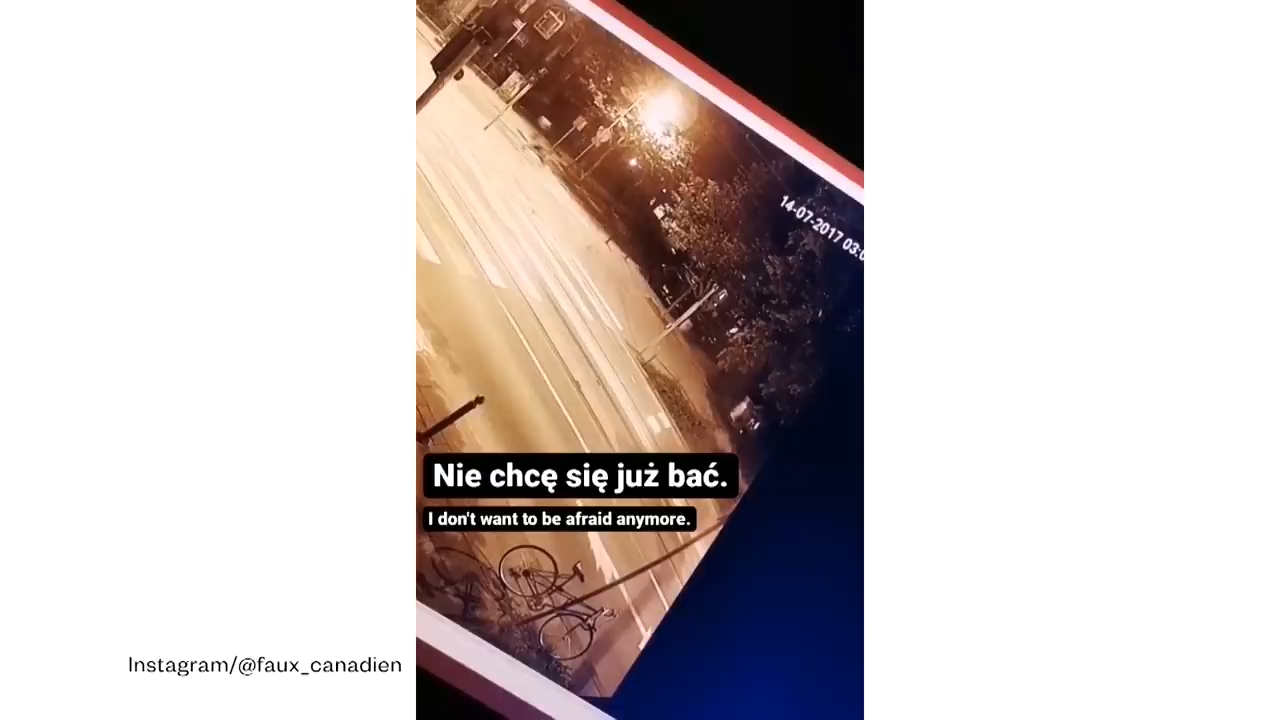 14-07-2017 03:0
Nie chcę się już bać.
I don't want to be afraid anymore.
Instagram/@faux_canadien